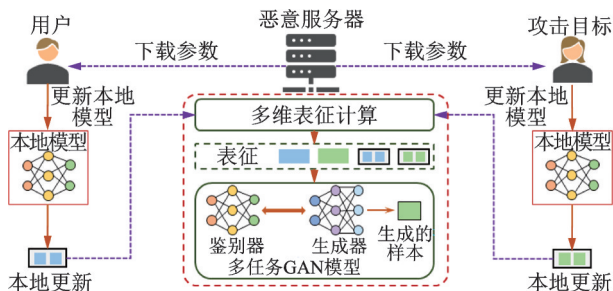 用户
恶意服务器
攻击目标
下载参数
下载参数
更新本地
模型
更新本地
模型
多维表征计算
本地模型
本地模型
表征
鉴别器
生成器
生成的
样本
多任务GAN模型
本地更新
本地更新